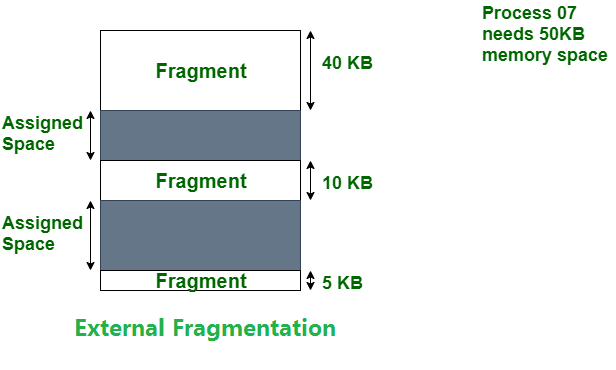 Process 07
needs 50KB
memory space
Fragment
40 KB
Assigned
Space
Fragment
10 KB
Assigned
Space
Fragment
5 KB
External Fragmentation